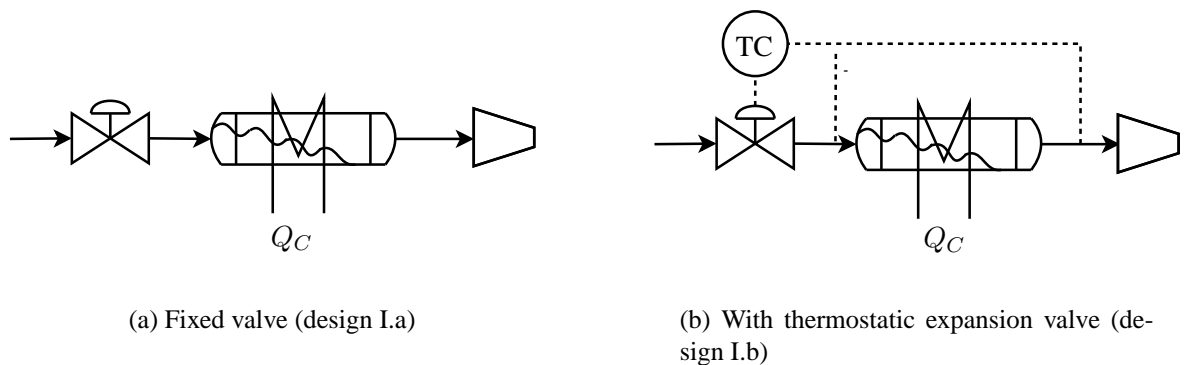 TC
Q_C
Q_C
(a) Fixed valve (design I.a)
(b) With thermostatic expansion valve (de-
sign I.b)